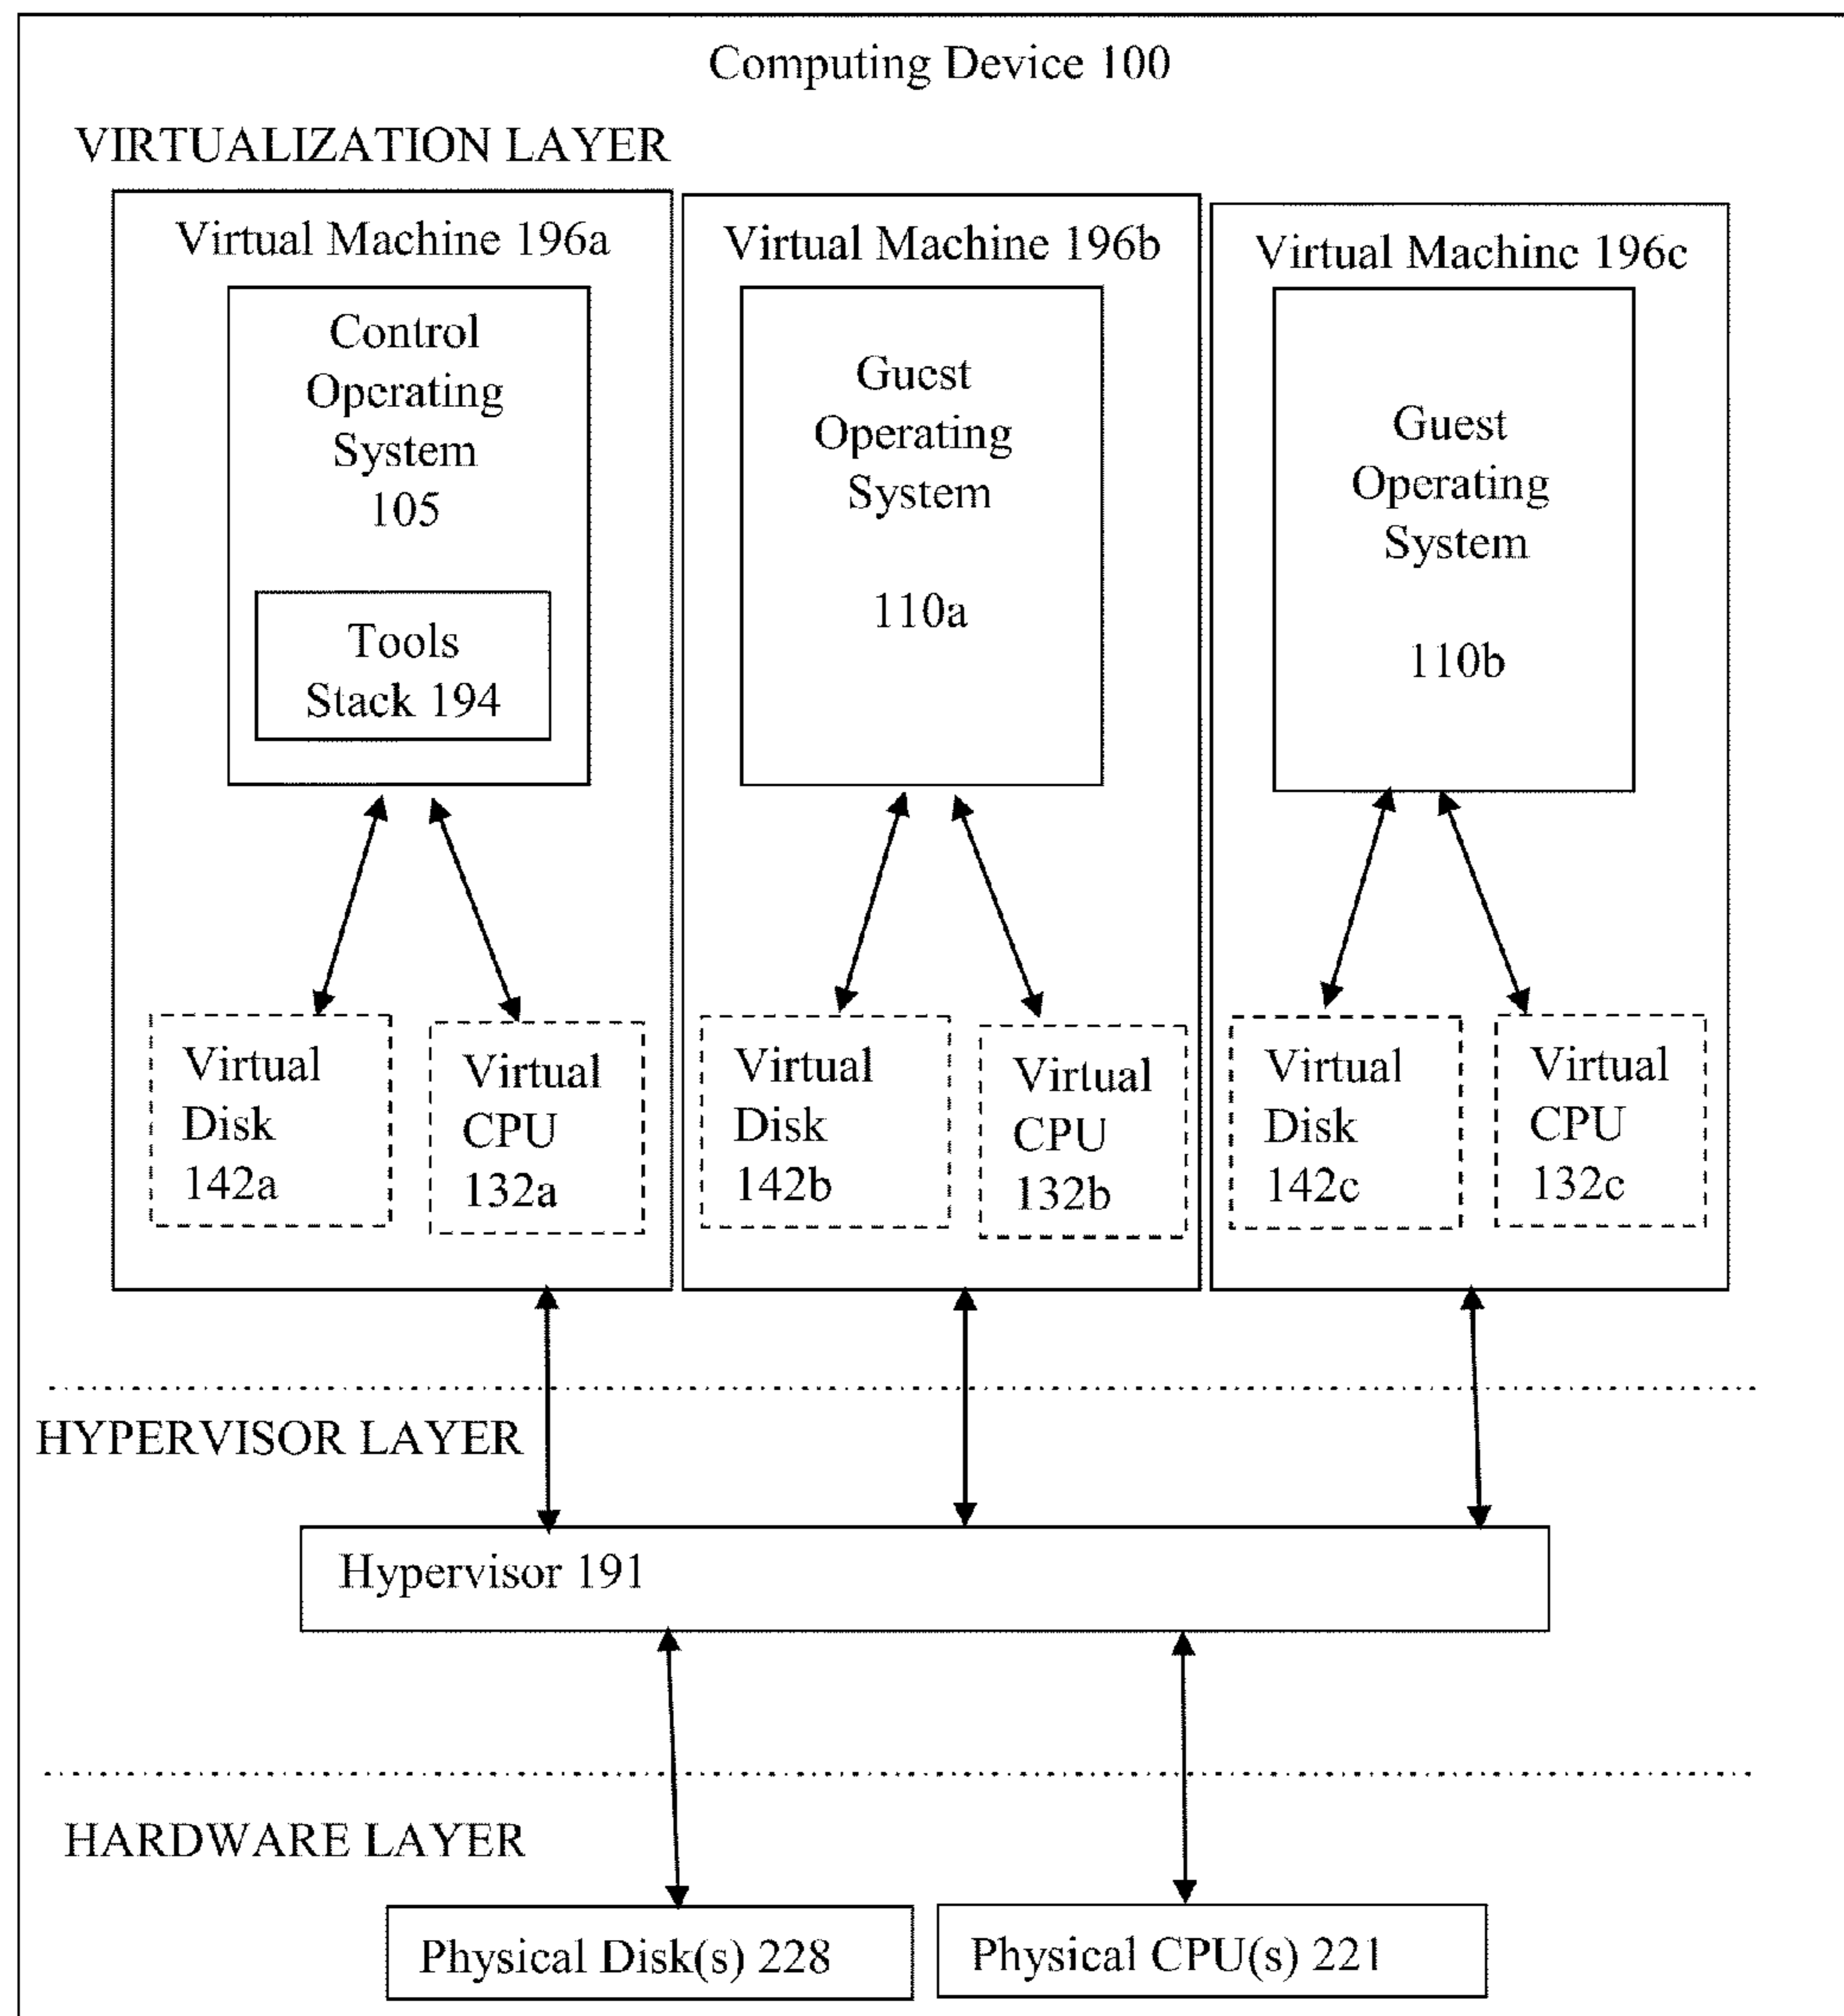 Computing Device 100
VIRTUALIZATION LAYER
Virtual Machine 196a
Control
Operating
System
105
Tools
Stack 194
Virtual
Disk
142a
Virtual
CPU
132a
Virtual Machine 196b
Guest
Operating
System
110a
Virtual
Disk
142b
Virtual
CPU
132b
Virtual Machine 196c
Guest
Operating
System
110b
Virtual
Disk
142c
Virtual
CPU
132c
HYPERVISOR LAYER
Hypervisor 191
HARDWARE LAYER
Physical Disk(s) 228
Physical CPU(s) 221